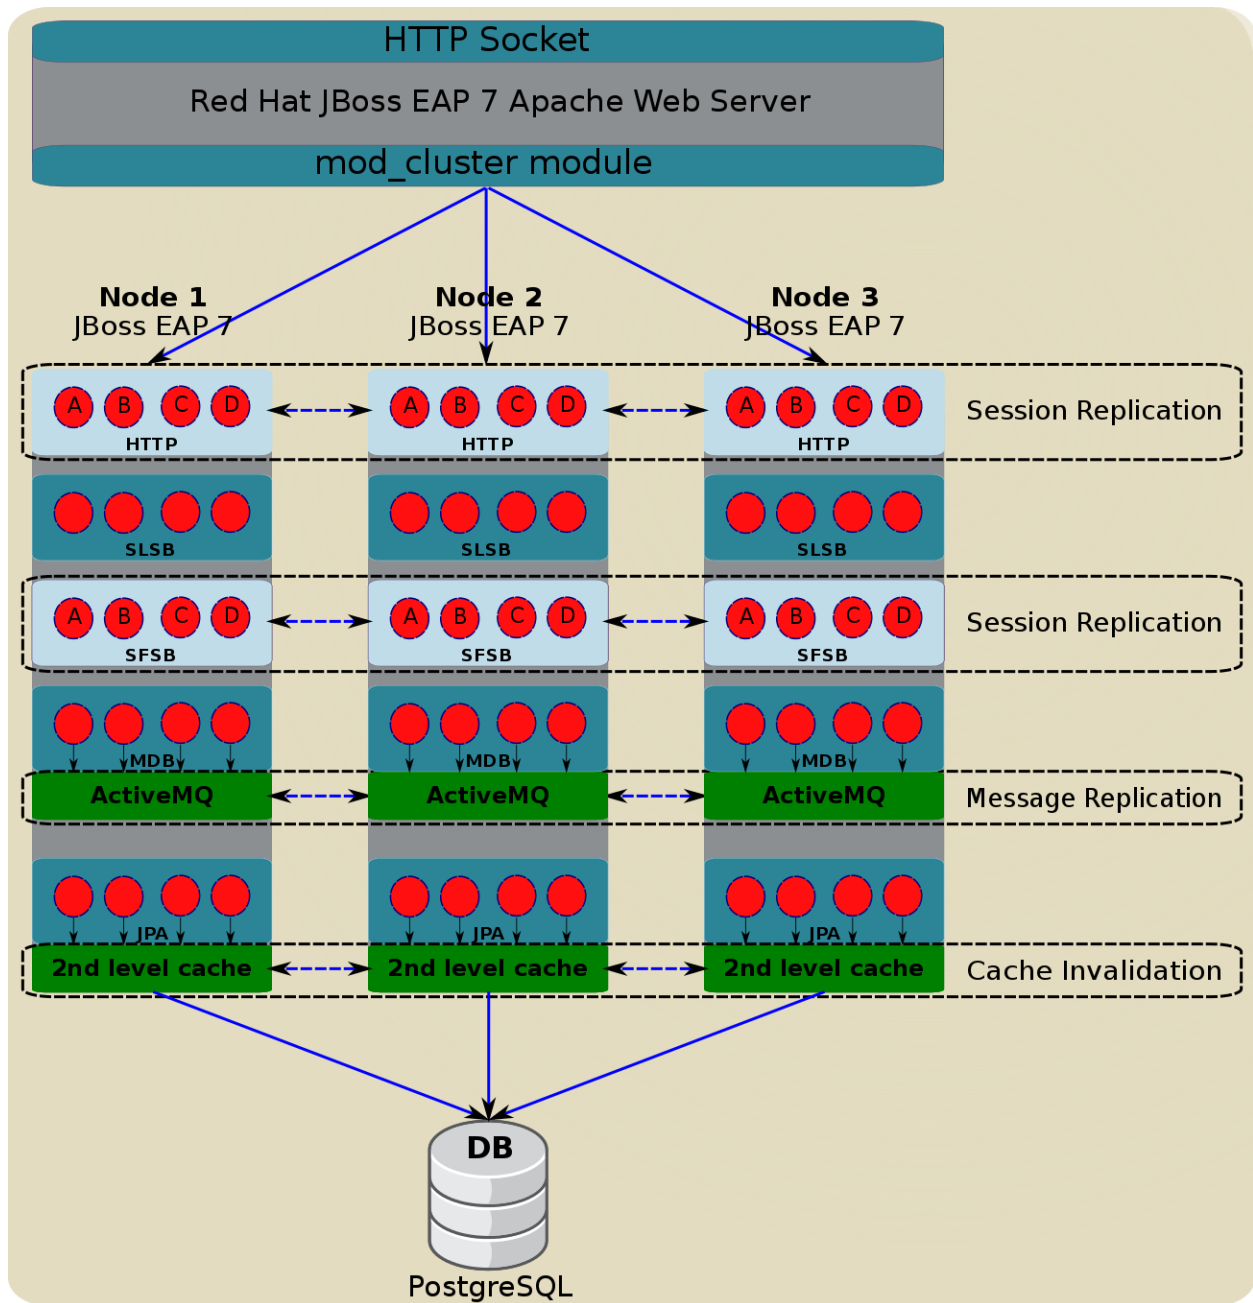 HTTP Socket
Red Hat JBoss EAP 7 Apache Web Server
mod_cluster module
Node 1
JBoss EAP 7
Node 2
JBoss EAP 7
Node 3
JBoss EAP 7
A B C D
HTTP
A B C D
HTTP
A B C D
HTTP
Session Replication
SLSB
SLSB
SLSB
A B C D
SFSB
A B C D
SFSB
A B C D
SFSB
Session Replication
MDB
MDB
MDB
ActiveMQ
ActiveMQ
ActiveMQ
Message Replication
JPA
JPA
JPA
2nd level cache
2nd level cache
2nd level cache
Cache Invalidation
DB
PostgreSQL